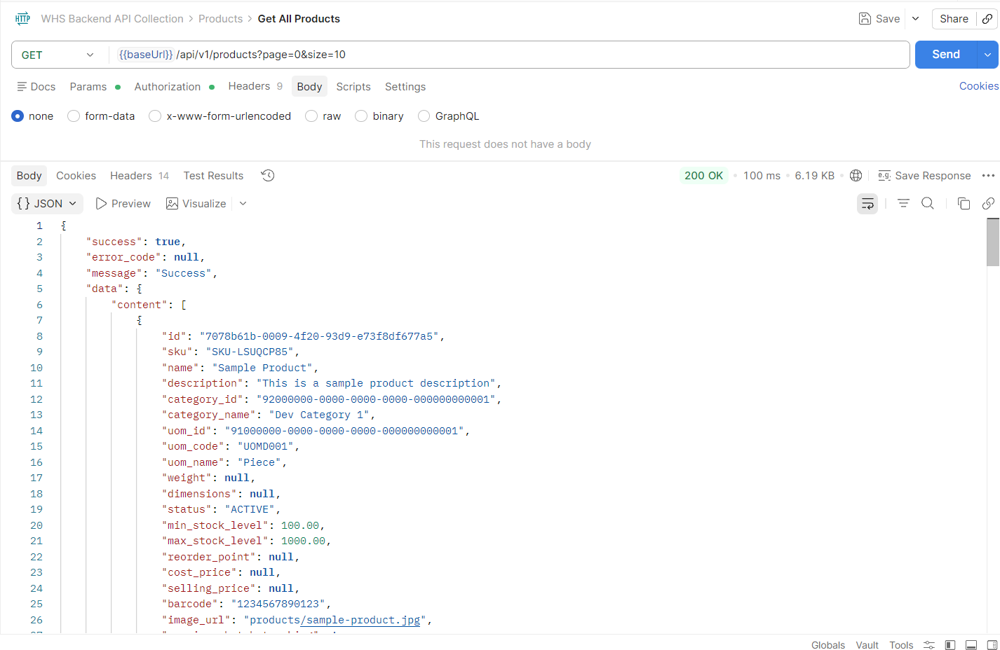 HTTP WHS Backend API Collection > Products > Get All Products Save Share
GET {{baseUrl}} /api/v1/products?page=0&size=10 Send
Docs Params Authorization Headers 9 Body Scripts Settings Cookies
none form-data x-www-form-urlencoded raw binary GraphQL
This request does not have a body
Body Cookies Headers 14 Test Results 200 OK • 100 ms • 6.19 KB • e.g. Save Response
{} JSON Preview Visualize
1 {
2 "success": true,
3 "error_code": null,
4 "message": "Success",
5 "data": {
6 "content": [
7 {
8 "id": "7078b61b-0009-4f20-93d9-e73f8df677a5",
9 "sku": "SKU-LSUQCP85",
10 "name": "Sample Product",
11 "description": "This is a sample product description",
12 "category_id": "92000000-0000-0000-0000-000000000001",
13 "category_name": "Dev Category 1",
14 "uom_id": "91000000-0000-0000-0000-000000000001",
15 "uom_code": "UOMD001",
16 "uom_name": "Piece",
17 "weight": null,
18 "dimensions": null,
19 "status": "ACTIVE",
20 "min_stock_level": 100.00,
21 "max_stock_level": 1000.00,
22 "reorder_point": null,
23 "cost_price": null,
24 "selling_price": null,
25 "barcode": "1234567890123",
26 "image_url": "products/sample-product.jpg",
27
Globals Vault Tools